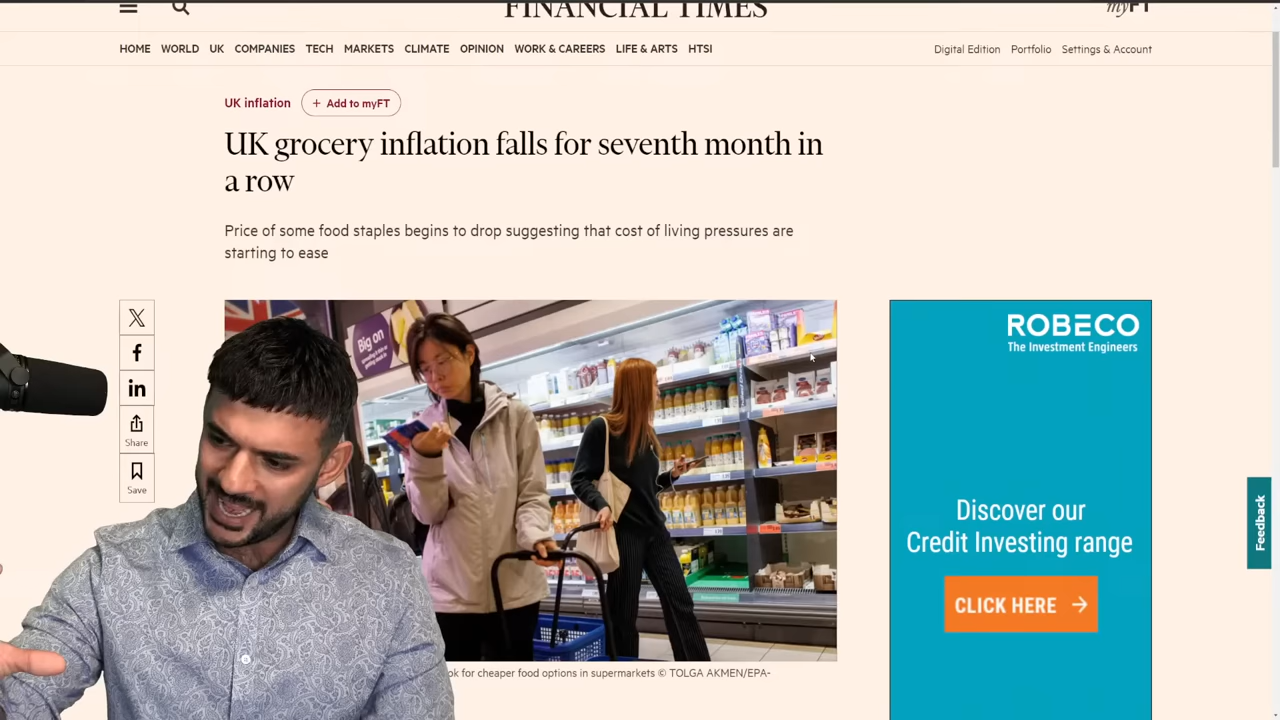 FINANCIAL TIMES
myFT
HOME WORLD UK COMPANIES TECH MARKETS CLIMATE OPINION WORK & CAREERS LIFE & ARTS HTSI
Digital Edition Portfolio Settings & Account
UK inflation + Add to myFT
UK grocery inflation falls for seventh month in
a row
Price of some food staples begins to drop suggesting that cost of living pressures are
starting to ease
Share
Save
Big on
ok for cheaper food options in supermarkets © TOLGA AKMEN/EPA-
ROBECO
The Investment Engineers
Discover our
Credit Investing range
CLICK HERE →
Feedback